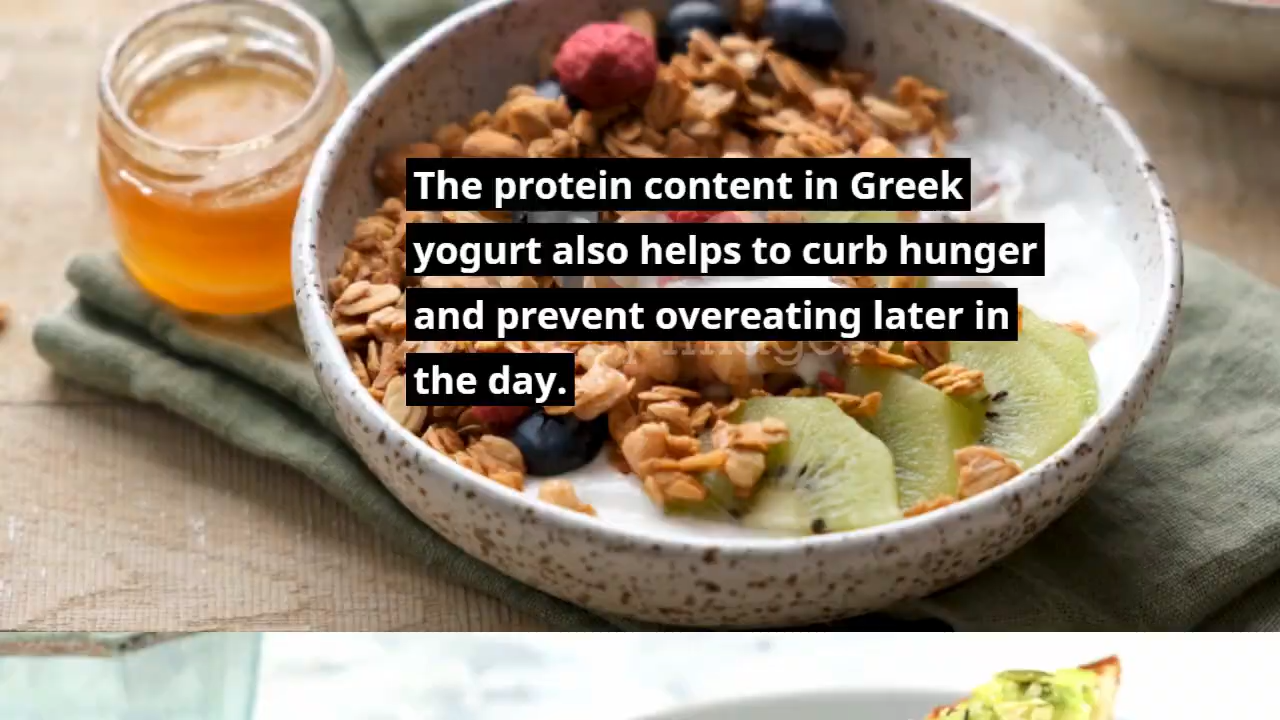 The protein content in Greek
yogurt also helps to curb hunger
and prevent overeating later in
the day.